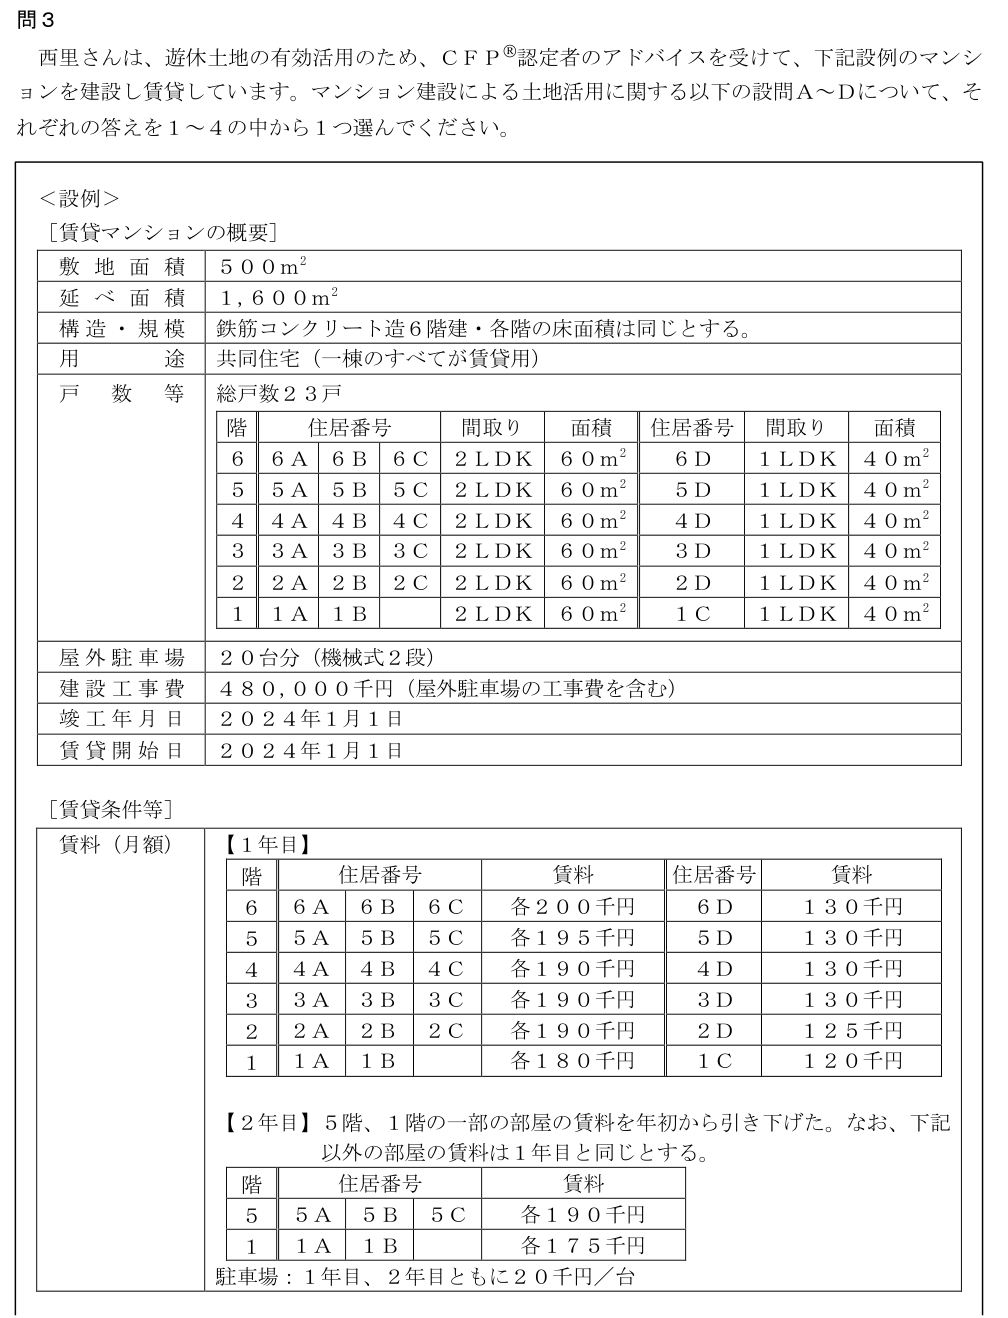 問３
西里さんは、遊休土地の有効活用のため、ＣＦＰ®認定者のアドバイスを受けて、下記設例のマンシ
ョンを建設し賃貸しています。マンション建設による土地活用に関する以下の設問Ａ～Ｄについて、そ
れぞれの答えを１～４の中から１つ選んでください。
＜設例＞
［賃貸マンションの概要］
敷地面積 ５００ｍ²
延べ面積 １,６００ｍ²
構造・規模 鉄筋コンクリート造６階建・各階の床面積は同じとする。
用途 共同住宅（一棟のすべてが賃貸用）
戸数等 総戸数２３戸
階 住居番号 間取り 面積 住居番号 間取り 面積
６ ６Ａ ６Ｂ ６Ｃ ２ＬＤＫ ６０ｍ² ６Ｄ １ＬＤＫ ４０ｍ²
５ ５Ａ ５Ｂ ５Ｃ ２ＬＤＫ ６０ｍ² ５Ｄ １ＬＤＫ ４０ｍ²
４ ４Ａ ４Ｂ ４Ｃ ２ＬＤＫ ６０ｍ² ４Ｄ １ＬＤＫ ４０ｍ²
３ ３Ａ ３Ｂ ３Ｃ ２ＬＤＫ ６０ｍ² ３Ｄ １ＬＤＫ ４０ｍ²
２ ２Ａ ２Ｂ ２Ｃ ２ＬＤＫ ６０ｍ² ２Ｄ １ＬＤＫ ４０ｍ²
１ １Ａ １Ｂ ２ＬＤＫ ６０ｍ² １Ｃ １ＬＤＫ ４０ｍ²
屋外駐車場 ２０台分（機械式２段）
建設工事費 ４８０,０００千円（屋外駐車場の工事費を含む）
竣工年月日 ２０２４年１月１日
賃貸開始日 ２０２４年１月１日
［賃貸条件等］
賃料（月額） 【１年目】
階 住居番号 賃料 住居番号 賃料
６ ６Ａ ６Ｂ ６Ｃ 各２００千円 ６Ｄ １３０千円
５ ５Ａ ５Ｂ ５Ｃ 各１９５千円 ５Ｄ １３０千円
４ ４Ａ ４Ｂ ４Ｃ 各１９０千円 ４Ｄ １３０千円
３ ３Ａ ３Ｂ ３Ｃ 各１９０千円 ３Ｄ １３０千円
２ ２Ａ ２Ｂ ２Ｃ 各１９０千円 ２Ｄ １２５千円
１ １Ａ １Ｂ 各１８０千円 １Ｃ １２０千円
【２年目】５階、１階の一部の部屋の賃料を年初から引き下げた。なお、下記
以外の部屋の賃料は１年目と同じとする。
階 住居番号 賃料
５ ５Ａ ５Ｂ ５Ｃ 各１９０千円
１ １Ａ １Ｂ 各１７５千円
駐車場：１年目、２年目ともに２０千円／台